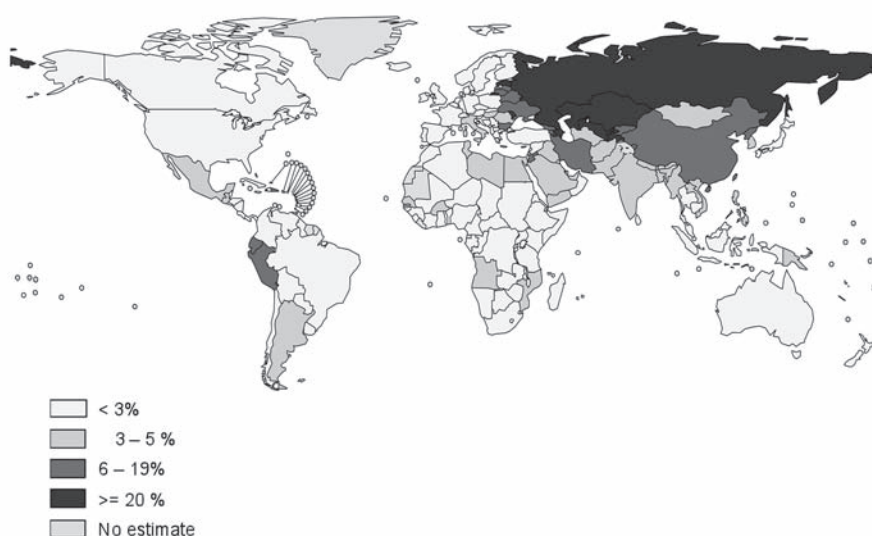 < 3%
3 – 5 %
6 – 19%
>= 20 %
No estimate